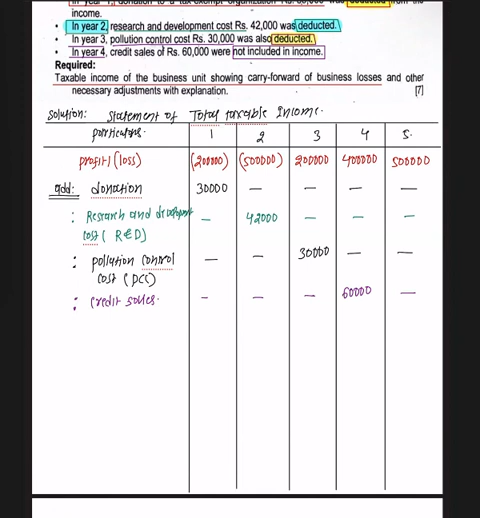 income.
• In year 2, research and development cost Rs. 42,000 was deducted.
• In year 3, pollution control cost Rs. 30,000 was also deducted.
• In year 4, credit sales of Rs. 60,000 were not included in income.
Required:
Taxable income of the business unit showing carry-forward of business losses and other
necessary adjustments with explanation. [7]
Solution: Statement of Total taxable Income.
particulars. 1 2 3 4 5.
profit/(loss) (200000) (500000) 200000 400000 500000
add: donation 30000 — — — —
: Research and developmt — 42000 — — —
cost ( R&D)
: pollution control — — 30000 — —
cost (PCC)
: Credit sales. — — — 60000 —